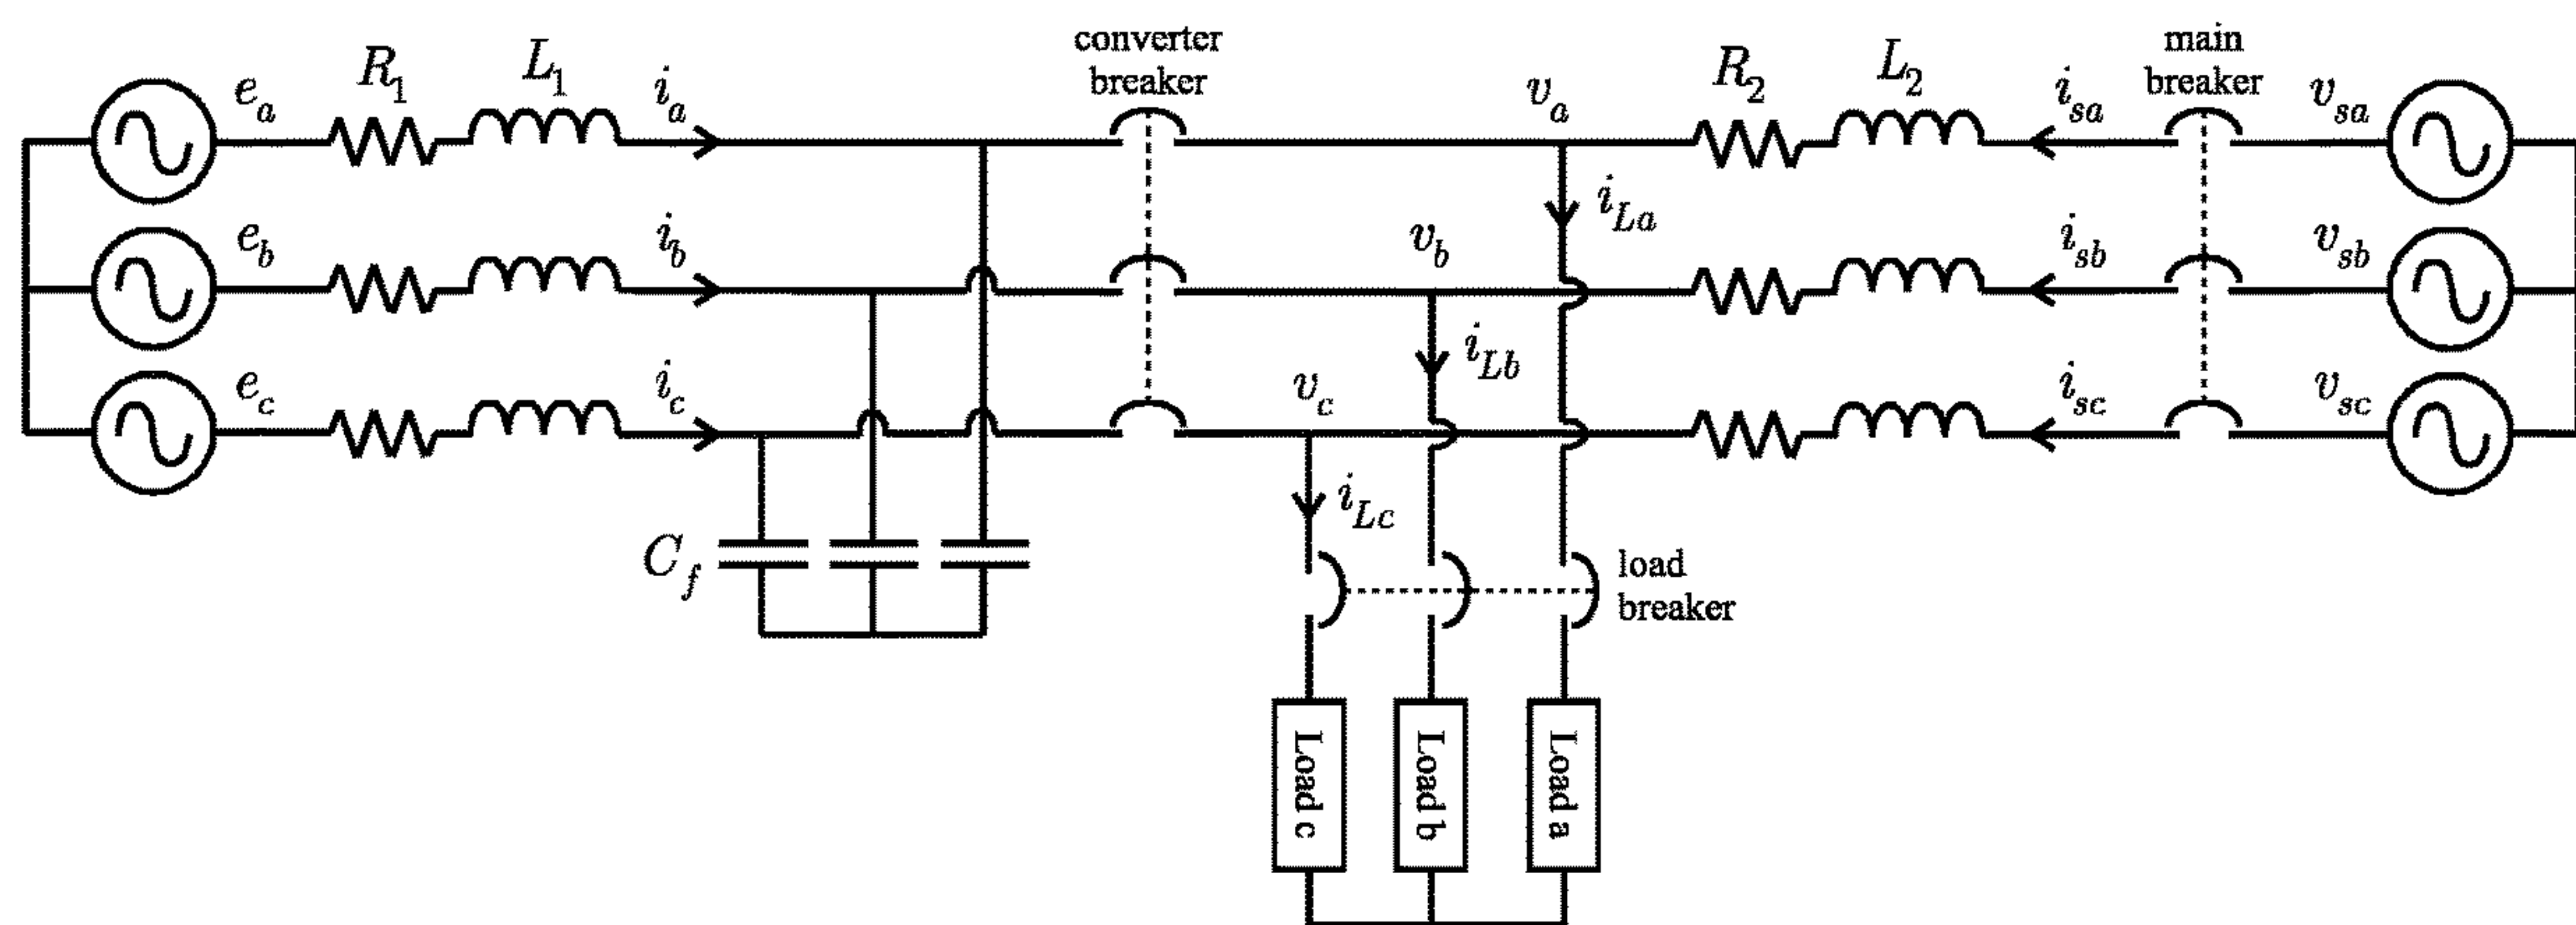 converter
breaker
main
breaker
e_a
R_1
L_1
i_a
v_a
R_2
L_2
i_sa
v_sa
i_La
e_b
i_b
v_b
i_sb
v_sb
i_Lb
e_c
i_c
v_c
i_sc
v_sc
i_Lc
C_f
load
breaker
Load c
Load b
Load a